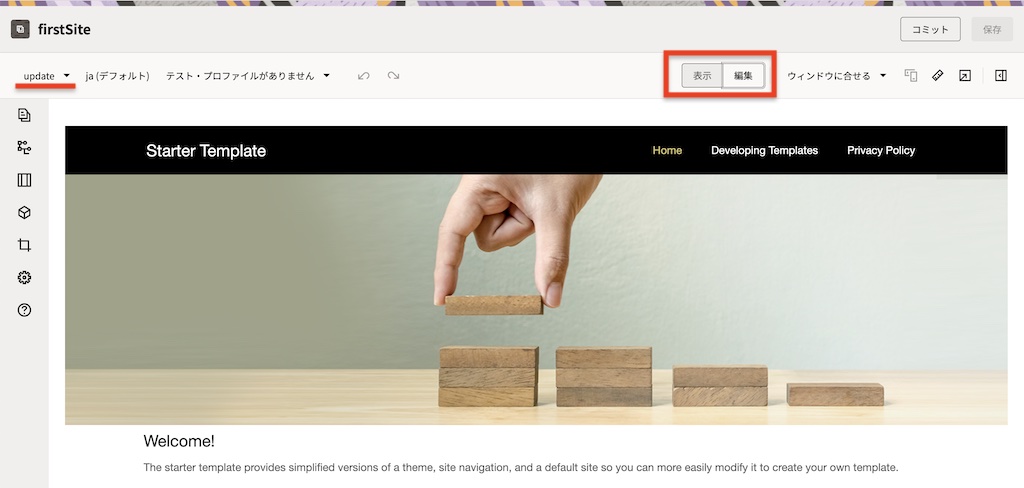 firstSite
コミット
保存
update
ja (デフォルト)
テスト・プロファイルがありません
表示
編集
ウィンドウに合せる
Starter Template
Home
Developing Templates
Privacy Policy
Welcome!
The starter template provides simplified versions of a theme, site navigation, and a default site so you can more easily modify it to create your own template.